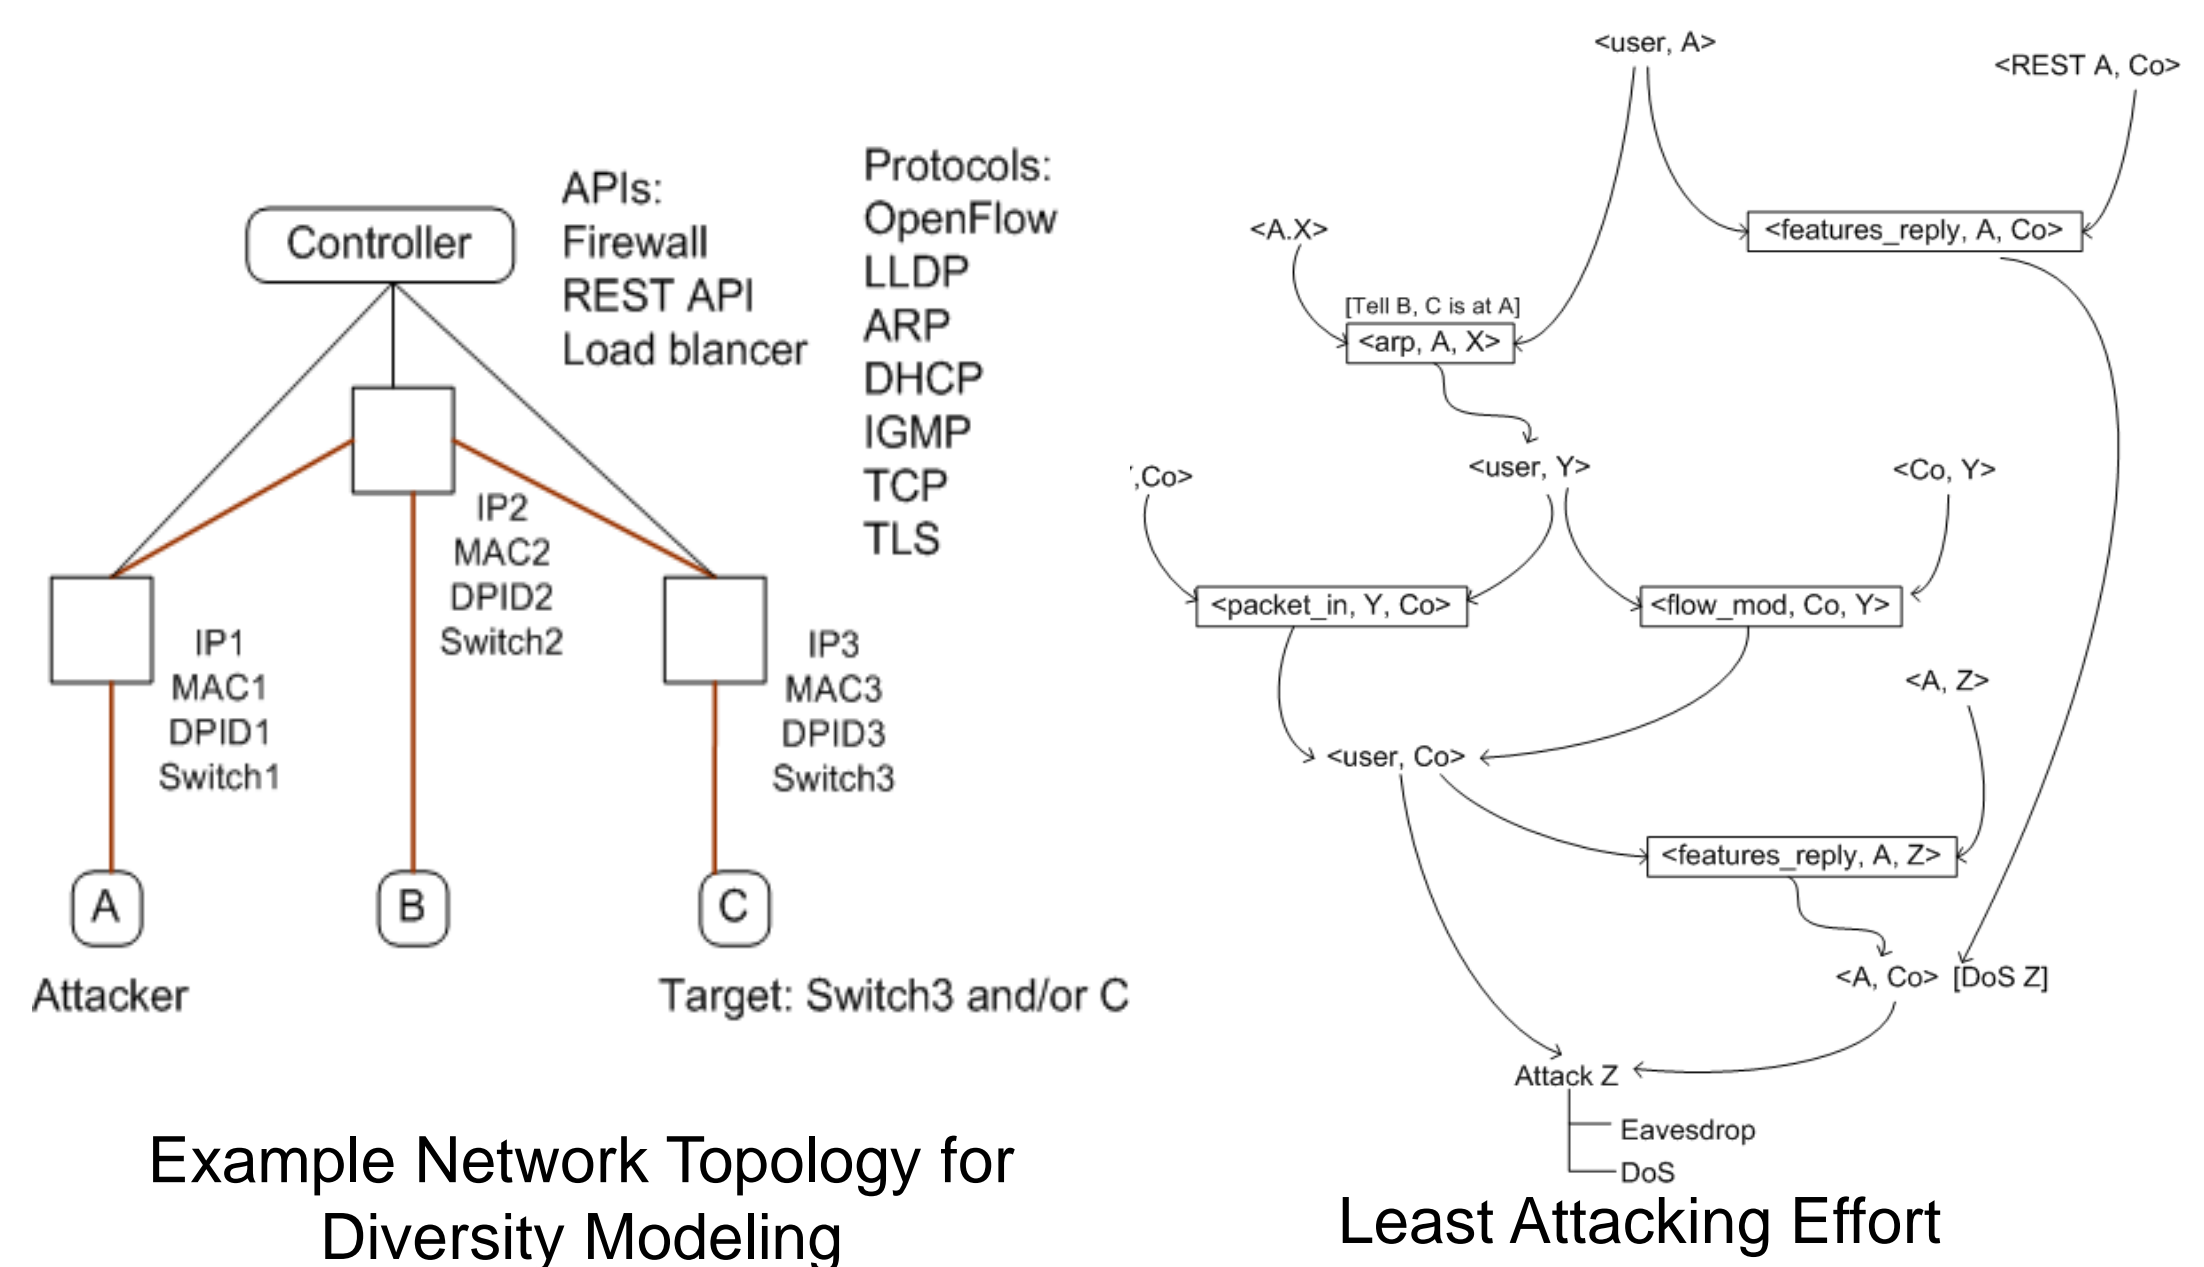 Controller
APIs:
Firewall
REST API
Load blancer
Protocols:
OpenFlow
LLDP
ARP
DHCP
IGMP
TCP
TLS
IP2
MAC2
DPID2
Switch2
IP1
MAC1
DPID1
Switch1
IP3
MAC3
DPID3
Switch3
A
B
C
Attacker
Target: Switch3 and/or C
Example Network Topology for
Diversity Modeling
<user, A>
<REST A, Co>
<features_reply, A, Co>
<A.X>
[Tell B, C is at A]
<arp, A, X>
<user, Y>
,Co>
<Co, Y>
<packet_in, Y, Co>
<flow_mod, Co, Y>
<A, Z>
<user, Co>
<features_reply, A, Z>
<A, Co> [DoS Z]
Attack Z
Eavesdrop
DoS
Least Attacking Effort